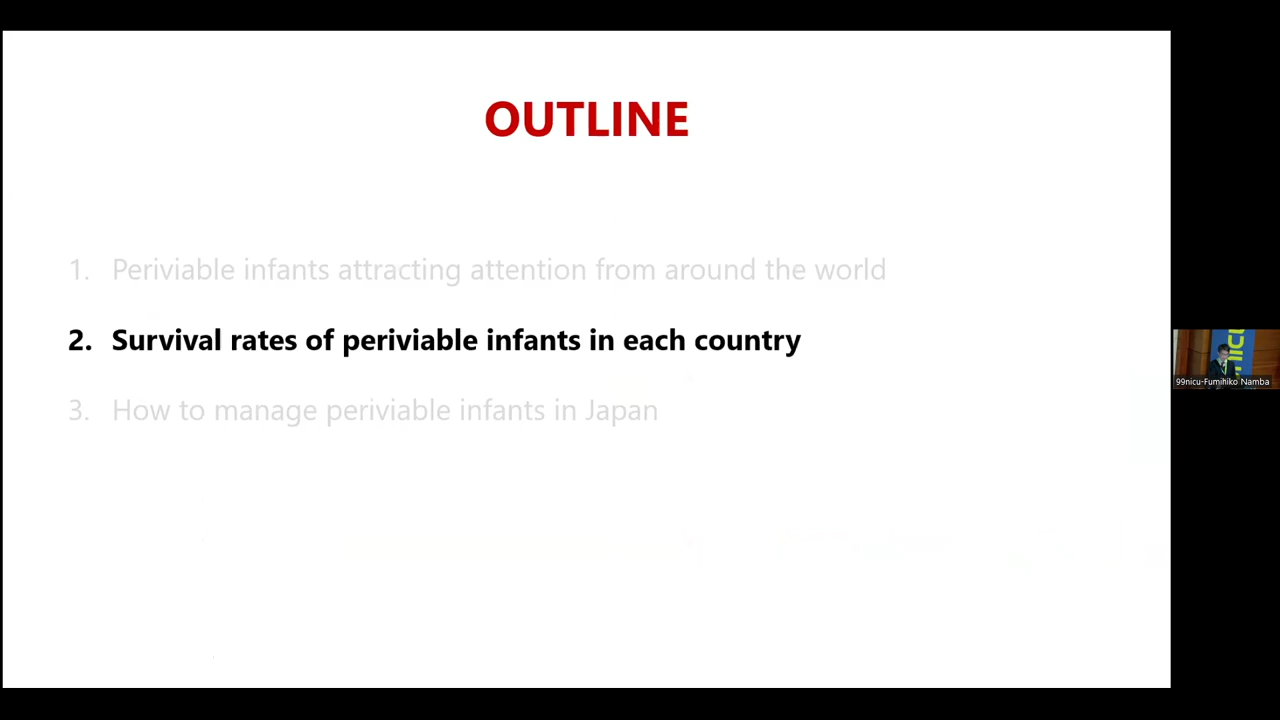 OUTLINE
1. Periviable infants attracting attention from around the world
2. Survival rates of periviable infants in each country
3. How to manage periviable infants in Japan
nicu
99nicu-Fumihiko Namba